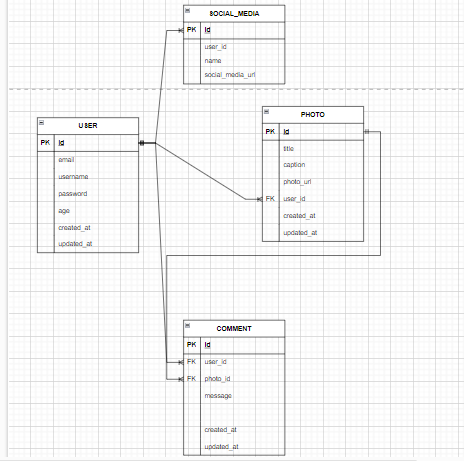 SOCIAL_MEDIA
PK id
user_id
name
social_media_url
USER
PK id
email
username
password
age
created_at
updated_at
PHOTO
PK id
title
caption
photo_url
FK user_id
created_at
updated_at
COMMENT
PK id
FK user_id
FK photo_id
message
created_at
updated_at